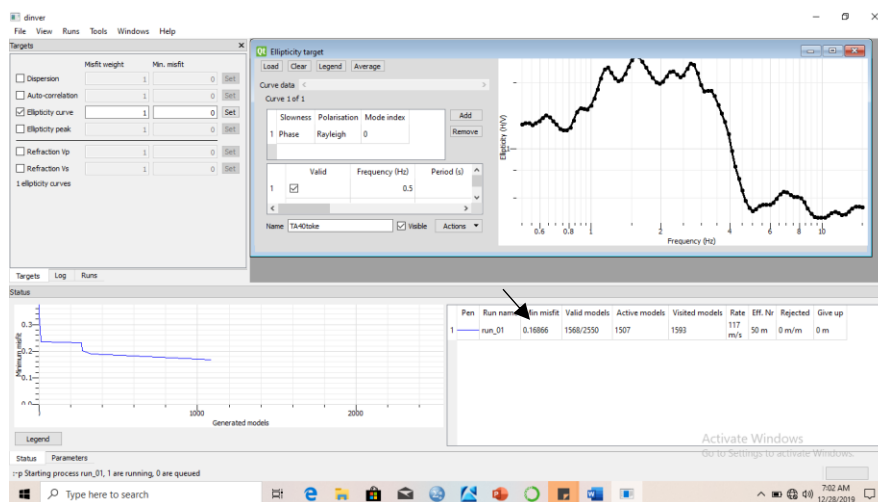 dinver
File View Runs Tools Windows Help
Targets
Misfit weight Min. misfit
Dispersion 1 0 Set
Auto-correlation 1 0 Set
Ellipticity curve 1 0 Set
Ellipticity peak 1 0 Set
Refraction Vp 1 0 Set
Refraction Vs 1 0 Set
1 ellipticity curves
Targets Log Runs
Qt Ellipticity target
Load Clear Legend Average
Curve data
Curve 1 of 1
Slowness Polarisation Mode index
1 Phase Rayleigh 0
Add
Remove
Valid Frequency (Hz) Period (s)
1 0.5
Name TA40toke Visible Actions
Ellipticity (H/V)
1
0.6 0.8 1 2 4 6 8 10
Frequency (Hz)
Status
Minimum misfit
0.3
0.2
0.1
0.0
1000 2000
Generated models
Legend
Pen Run name Min misfit Valid models Active models Visited models Rate Eff. Nr Rejected Give up
1 run_01 0.16866 1568/2550 1507 1593 117 m/s 50 m 0 m/m 0 m
Activate Windows
Go to Settings to activate Windows.
Status Parameters
Starting process run_01, 1 are running, 0 are queued
Type here to search
7:02 AM
12/28/2019